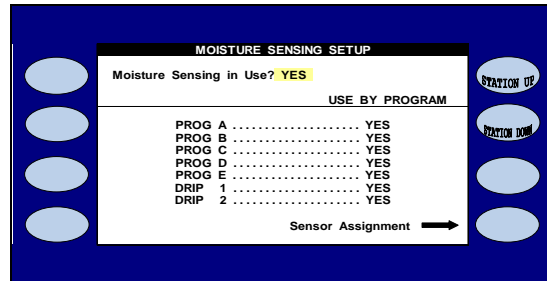 MOISTURE SENSING SETUP
Moisture Sensing in Use? YES
STATION UP
USE BY PROGRAM
STATION DOWN
PROG A .................... YES
PROG B .................... YES
PROG C .................... YES
PROG D .................... YES
PROG E .................... YES
DRIP 1 .................... YES
DRIP 2 .................... YES
Sensor Assignment